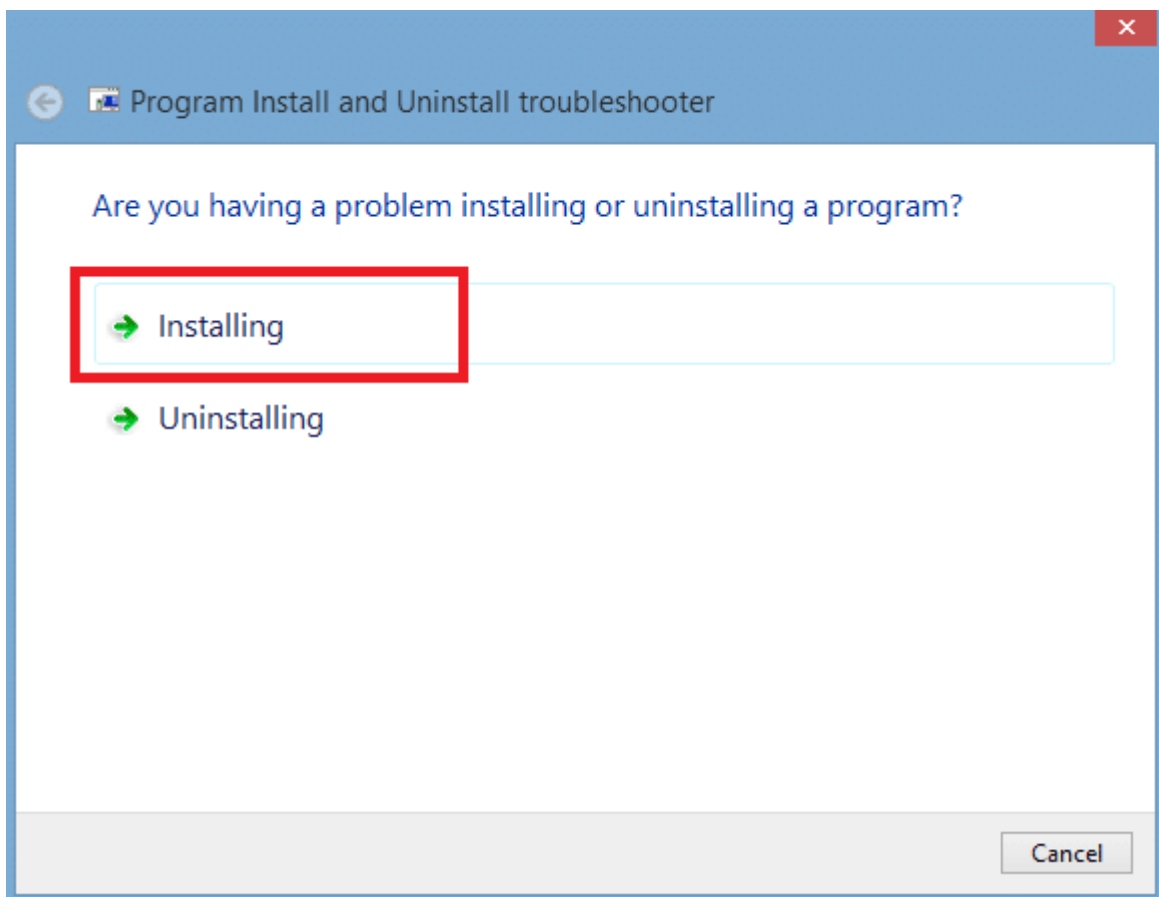 Program Install and Uninstall troubleshooter
Are you having a problem installing or uninstalling a program?
Installing
Uninstalling
Cancel